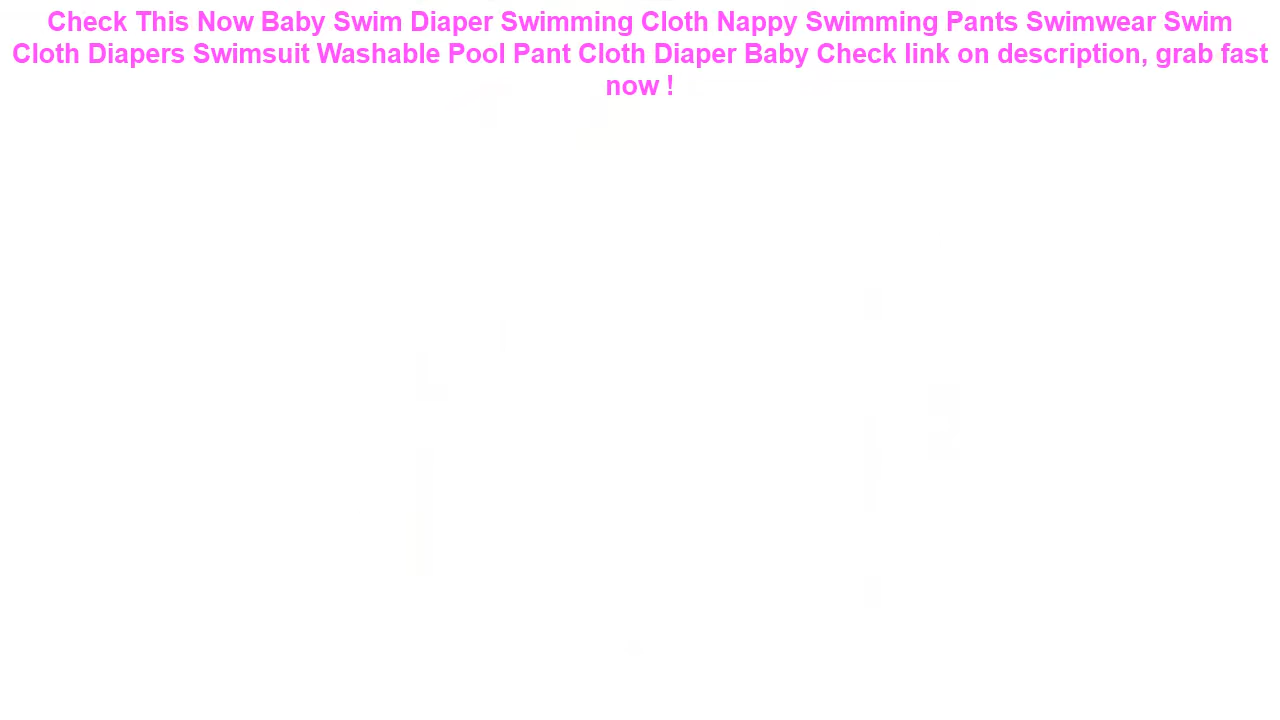 Check This Now Baby Swim Diaper Swimming Cloth Nappy Swimming Pants Swimwear Swim
Cloth Diapers Swimsuit Washable Pool Pant Cloth Diaper Baby Check link on description, grab fast
now !